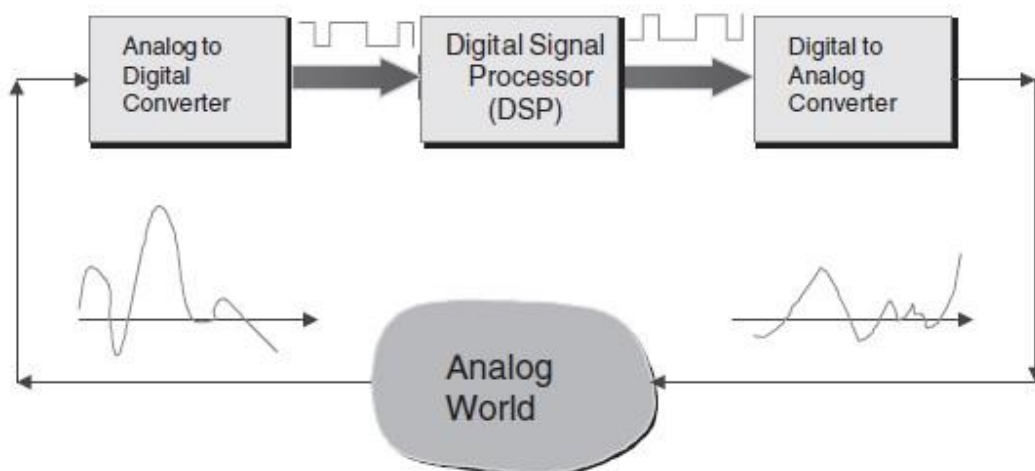 Analog to
Digital
Converter
Digital Signal
Processor
(DSP)
Digital to
Analog
Converter
Analog
World